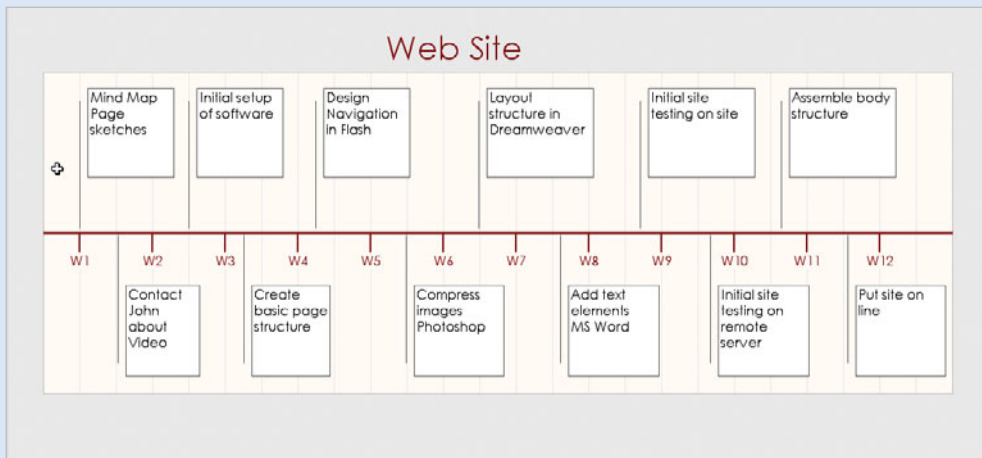 Web Site
Mind Map
Page
sketches
Initial setup
of software
Design
Navigation
in Flash
Layout
structure in
Dreamweaver
Initial site
testing on site
Assemble body
structure
W1
W2
W3
W4
W5
W6
W7
W8
W9
W10
W11
W12
Contact
John
about
Video
Create
basic page
structure
Compress
images
Photoshop
Add text
elements
MS Word
Initial site
testing on
remote
server
Put site on
line